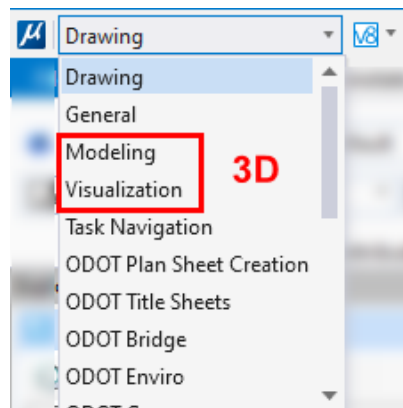 Drawing
V8
Drawing
General
Modeling
3D
Visualization
Task Navigation
ODOT Plan Sheet Creation
ODOT Title Sheets
ODOT Bridge
ODOT Enviro